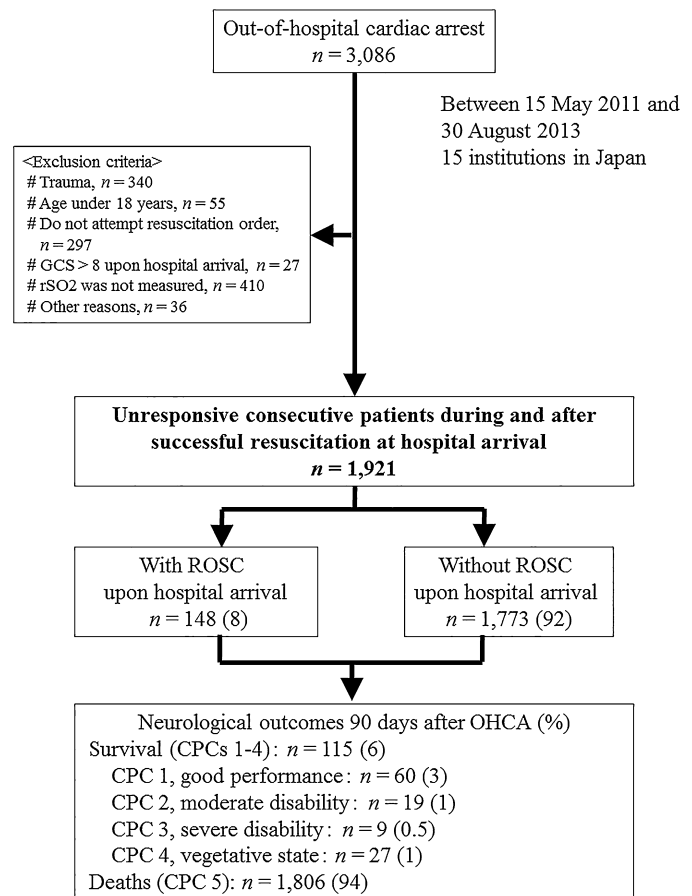 Out-of-hospital cardiac arrest
n = 3,086
Between 15 May 2011 and
30 August 2013
15 institutions in Japan
<Exclusion criteria>
# Trauma, n = 340
# Age under 18 years, n = 55
# Do not attempt resuscitation order,
n = 297
# GCS > 8 upon hospital arrival, n = 27
# rSO2 was not measured, n = 410
# Other reasons, n = 36
Unresponsive consecutive patients during and after
successful resuscitation at hospital arrival
n = 1,921
With ROSC
upon hospital arrival
n = 148 (8)
Without ROSC
upon hospital arrival
n = 1,773 (92)
Neurological outcomes 90 days after OHCA (%)
Survival (CPCs 1-4): n = 115 (6)
CPC 1, good performance: n = 60 (3)
CPC 2, moderate disability: n = 19 (1)
CPC 3, severe disability: n = 9 (0.5)
CPC 4, vegetative state: n = 27 (1)
Deaths (CPC 5): n = 1,806 (94)